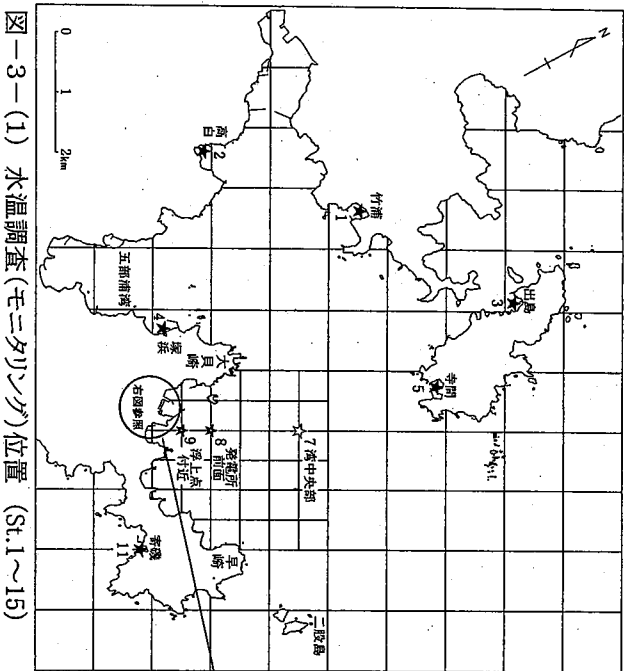 図-3-(1) 水温調査(モニタリング)位置 (St.1~15)
0 1 2km
N
高白
2
竹浦
1
出島
3
寺間
5
五部浦湾
4
塚浜
大貝崎
右図参照
7 湾中央部
8 発電所前面
9 浮上点付近
11
寄磯
早崎
二股島